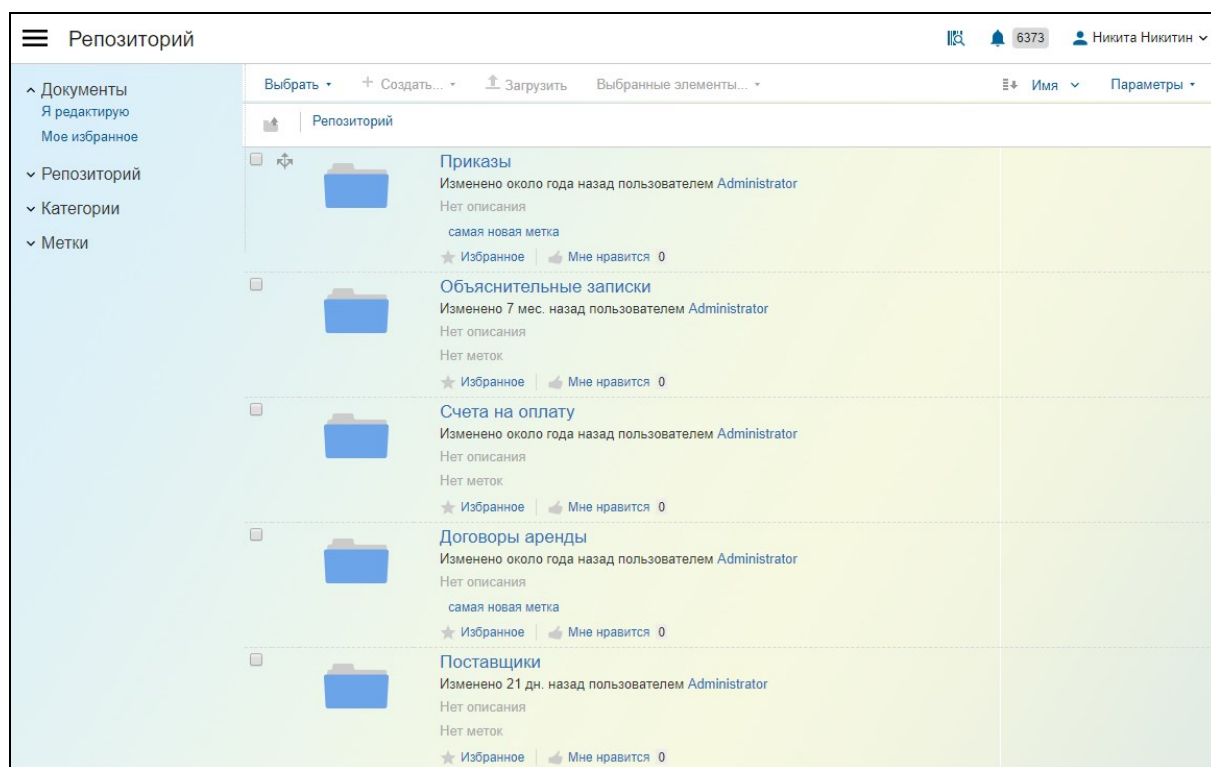 Репозиторий
6373
Никита Никитин
Документы
Я редактирую
Мое избранное
Репозиторий
Категории
Метки
Выбрать + Создать... Загрузить Выбранные элементы... Имя Параметры
Репозиторий
Приказы
Изменено около года назад пользователем Administrator
Нет описания
самая новая метка
Избранное Мне нравится 0
Объяснительные записки
Изменено 7 мес. назад пользователем Administrator
Нет описания
Нет меток
Избранное Мне нравится 0
Счета на оплату
Изменено около года назад пользователем Administrator
Нет описания
Нет меток
Избранное Мне нравится 0
Договоры аренды
Изменено около года назад пользователем Administrator
Нет описания
самая новая метка
Избранное Мне нравится 0
Поставщики
Изменено 21 дн. назад пользователем Administrator
Нет описания
Нет меток
Избранное Мне нравится 0